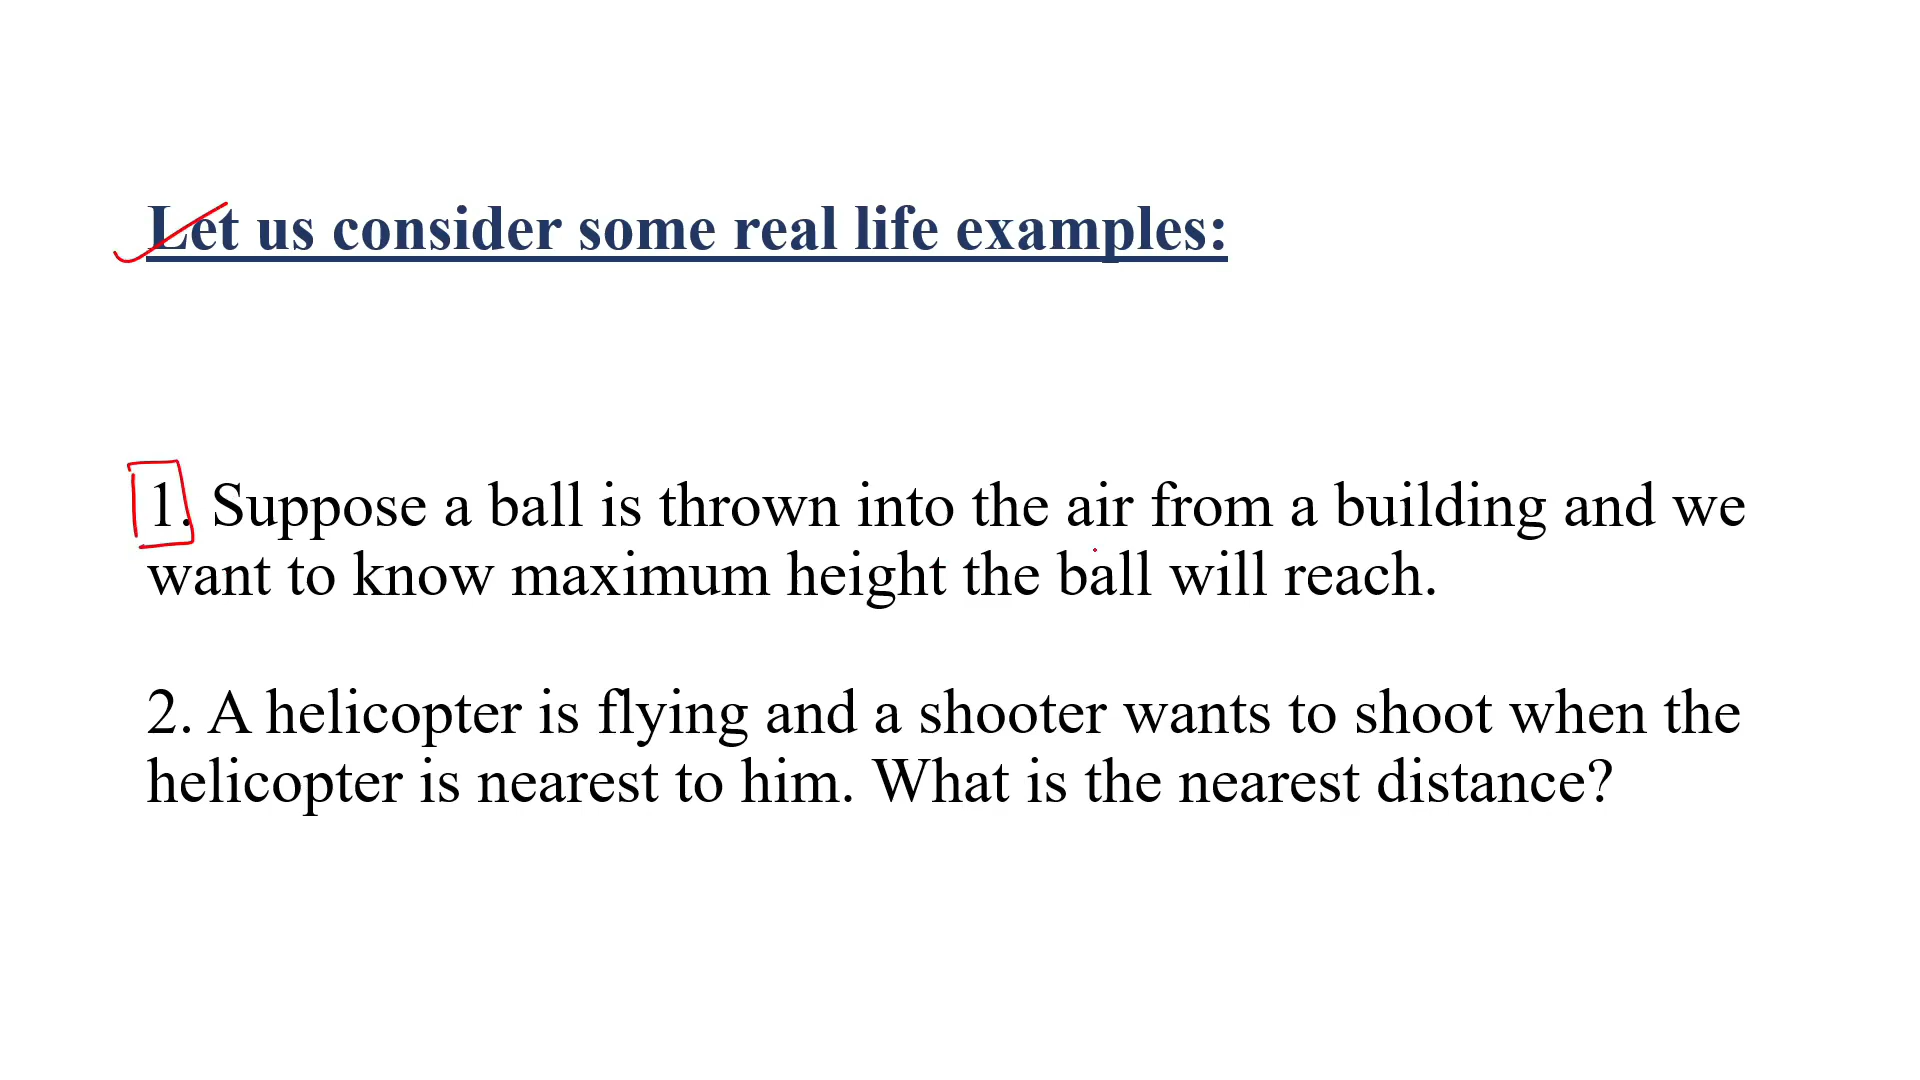 Let us consider some real life examples:
1. Suppose a ball is thrown into the air from a building and we
want to know maximum height the ball will reach.
2. A helicopter is flying and a shooter wants to shoot when the
helicopter is nearest to him. What is the nearest distance?